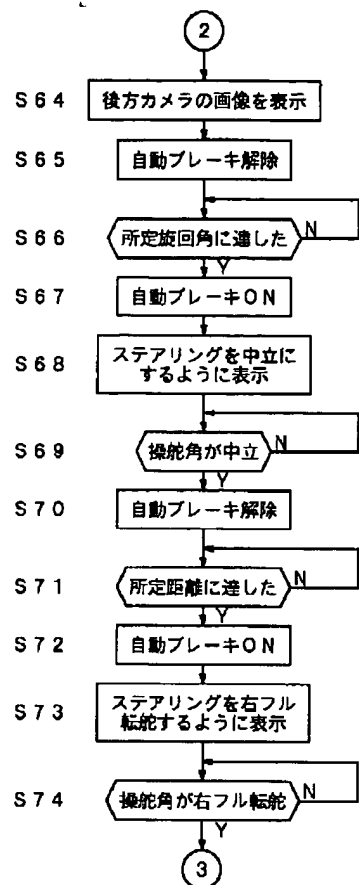 2
S64 後方カメラの画像を表示
S65 自動ブレーキ解除
S66 所定旋回角に達した N
Y
S67 自動ブレーキON
S68 ステアリングを中立に
するように表示
S69 操舵角が中立 N
Y
S70 自動ブレーキ解除
S71 所定距離に達した N
Y
S72 自動ブレーキON
S73 ステアリングを右フル
転舵するように表示
S74 操舵角が右フル転舵 N
Y
3